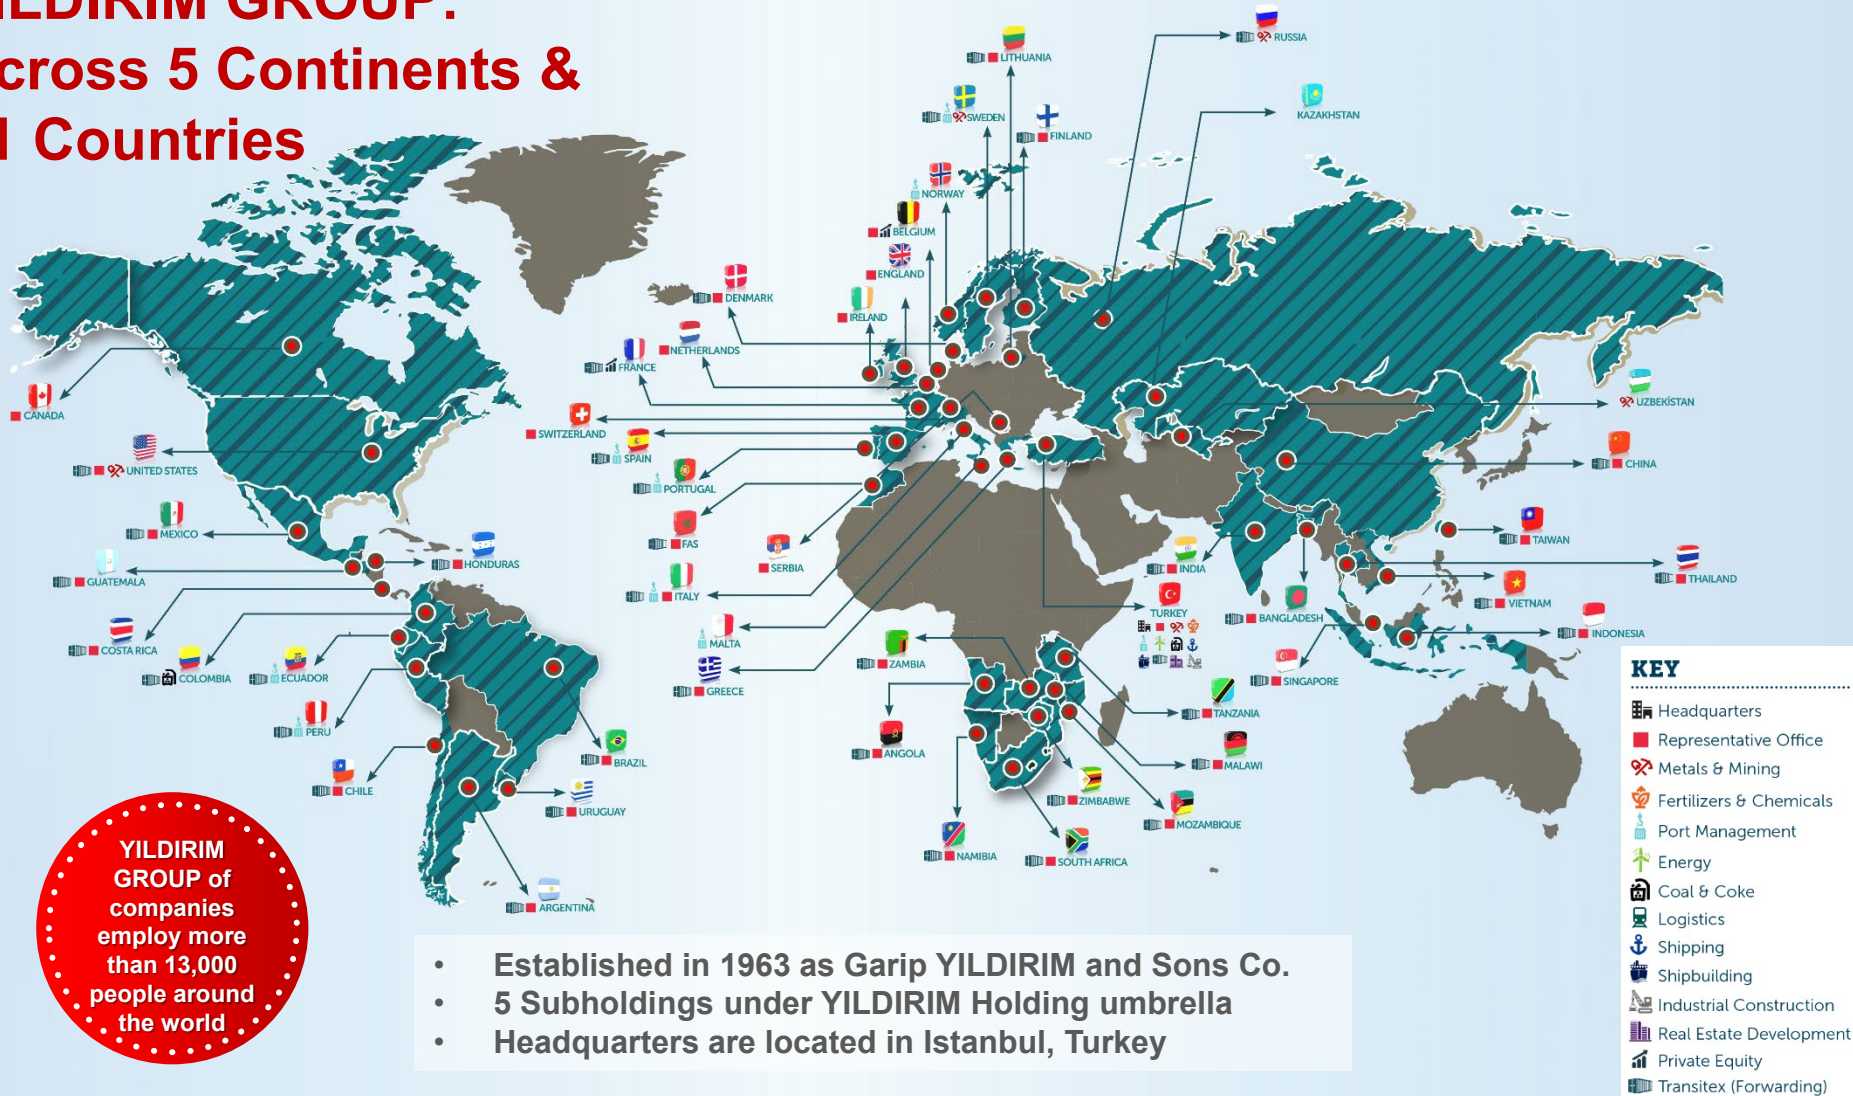 ILDIRIM GROUP:
cross 5 Continents &
1 Countries
RUSSIA
LITHUANIA
KAZAKHSTAN
SWEDEN
FINLAND
NORWAY
BELGIUM
ENGLAND
DENMARK
IRELAND
NETHERLANDS
FRANCE
CANADA
UZBEKİSTAN
SWITZERLAND
SPAIN
UNITED STATES
CHINA
PORTUGAL
MEXICO
FAS
TAIWAN
HONDURAS
SERBIA
INDIA
THAILAND
GUATEMALA
ITALY
TURKEY
BANGLADESH
VIETNAM
MALTA
INDONESIA
COSTA RICA
COLOMBIA
ECUADOR
ZAMBIA
GREECE
SINGAPORE
TANZANIA
PERU
BRAZIL
ANGOLA
MALAWI
CHILE
URUGUAY
ZIMBABWE
MOZAMBIQUE
NAMIBIA
SOUTH AFRICA
ARGENTINA
KEY
Headquarters
Representative Office
Metals & Mining
Fertilizers & Chemicals
Port Management
Energy
Coal & Coke
Logistics
Shipping
Shipbuilding
Industrial Construction
Real Estate Development
Private Equity
Transitex (Forwarding)
YILDIRIM
GROUP of
companies
employ more
than 13,000
people around
the world
• Established in 1963 as Garip YILDIRIM and Sons Co.
• 5 Subholdings under YILDIRIM Holding umbrella
• Headquarters are located in Istanbul, Turkey